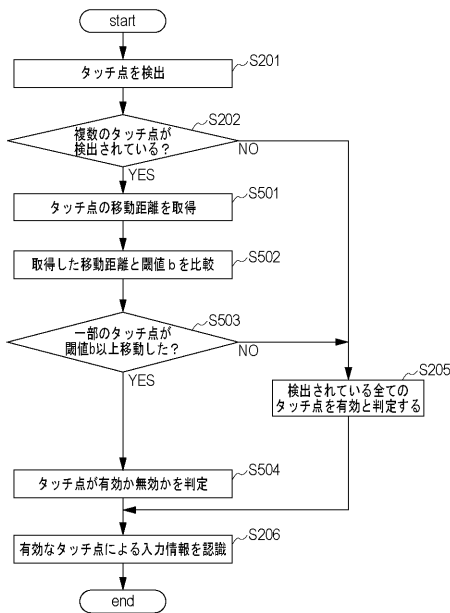 start
タッチ点を検出
S201
複数のタッチ点が
検出されている？
S202
NO
YES
タッチ点の移動距離を取得
S501
取得した移動距離と閾値ｂを比較
S502
一部のタッチ点が
閾値b以上移動した？
S503
NO
YES
検出されている全ての
タッチ点を有効と判定する
S205
タッチ点が有効か無効かを判定
S504
有効なタッチ点による入力情報を認識
S206
end